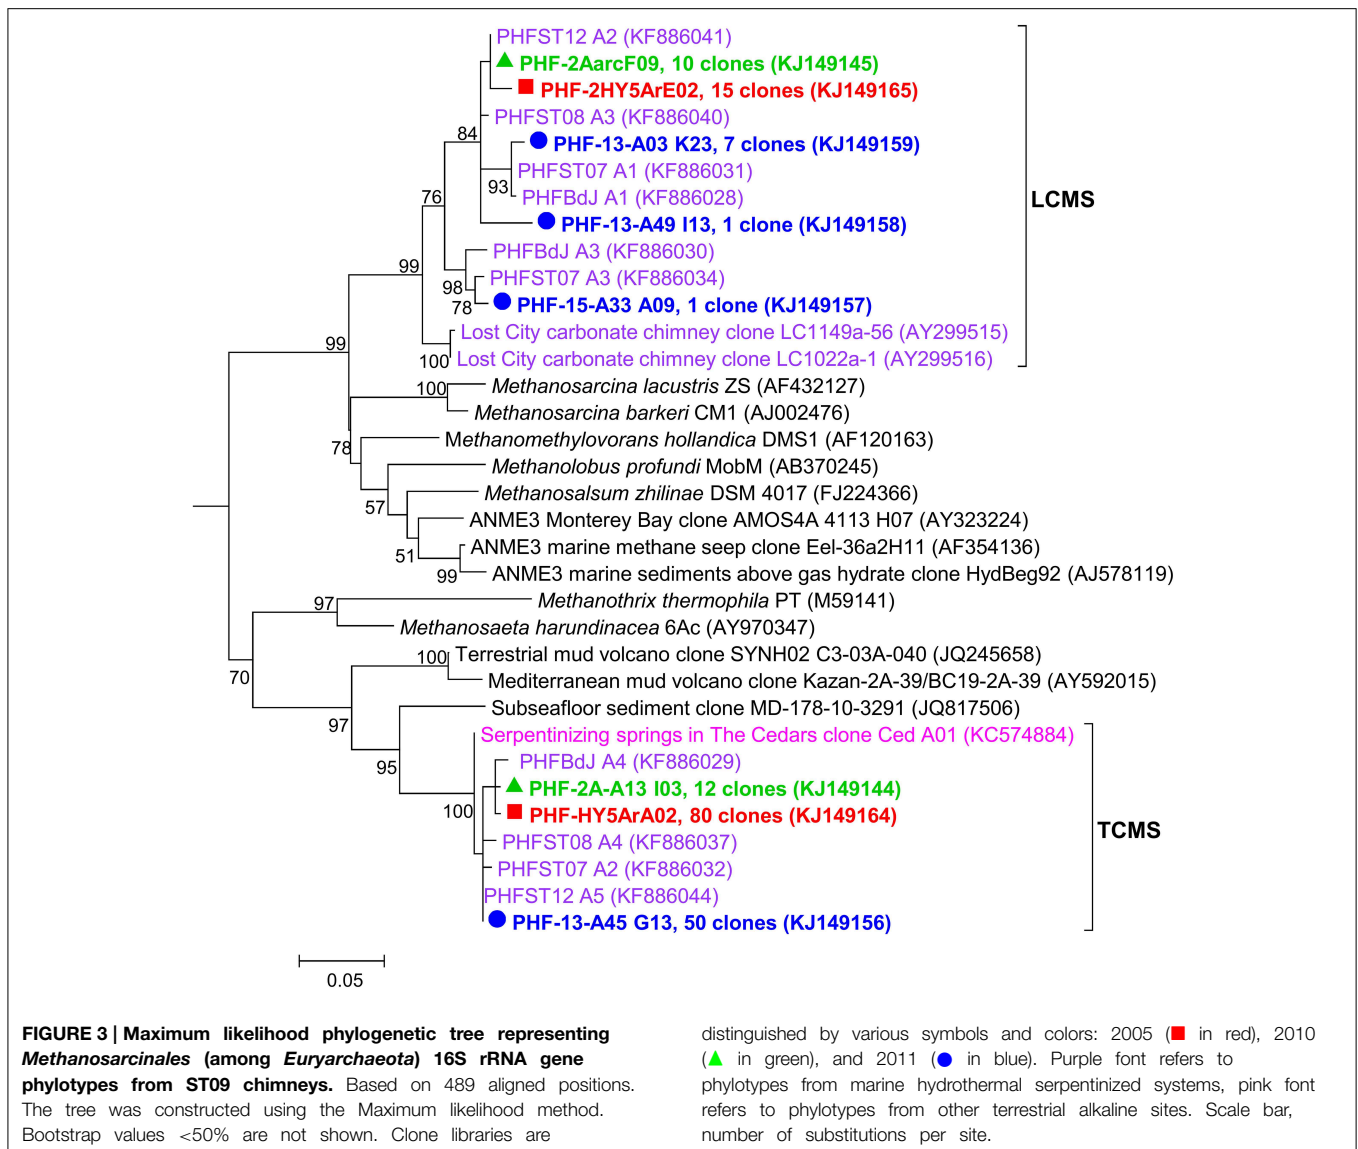 PHFST12 A2 (KF886041)
PHF-2AarcF09, 10 clones (KJ149145)
PHF-2HY5ArE02, 15 clones (KJ149165)
PHFST08 A3 (KF886040)
84
PHF-13-A03 K23, 7 clones (KJ149159)
PHFST07 A1 (KF886031)
93
PHFBdJ A1 (KF886028)
76
LCMS
PHF-13-A49 I13, 1 clone (KJ149158)
PHFBdJ A3 (KF886030)
99
PHFST07 A3 (KF886034)
98
78
PHF-15-A33 A09, 1 clone (KJ149157)
Lost City carbonate chimney clone LC1149a-56 (AY299515)
99
100
Lost City carbonate chimney clone LC1022a-1 (AY299516)
100
Methanosarcina lacustris ZS (AF432127)
Methanosarcina barkeri CM1 (AJ002476)
Methanomethylovorans hollandica DMS1 (AF120163)
78
Methanolobus profundi MobM (AB370245)
Methanosalsum zhilinae DSM 4017 (FJ224366)
57
ANME3 Monterey Bay clone AMOS4A 4113 H07 (AY323224)
ANME3 marine methane seep clone Eel-36a2H11 (AF354136)
51
99
ANME3 marine sediments above gas hydrate clone HydBeg92 (AJ578119)
97
Methanothrix thermophila PT (M59141)
Methanosaeta harundinacea 6Ac (AY970347)
100
Terrestrial mud volcano clone SYNH02 C3-03A-040 (JQ245658)
70
Mediterranean mud volcano clone Kazan-2A-39/BC19-2A-39 (AY592015)
Subseafloor sediment clone MD-178-10-3291 (JQ817506)
97
Serpentinizing springs in The Cedars clone Ced A01 (KC574884)
PHFBdJ A4 (KF886029)
95
PHF-2A-A13 I03, 12 clones (KJ149144)
100
PHF-HY5ArA02, 80 clones (KJ149164)
TCMS
PHFST08 A4 (KF886037)
PHFST07 A2 (KF886032)
PHFST12 A5 (KF886044)
PHF-13-A45 G13, 50 clones (KJ149156)
0.05
FIGURE 3 | Maximum likelihood phylogenetic tree representing
Methanosarcinales (among Euryarchaeota) 16S rRNA gene
phylotypes from ST09 chimneys. Based on 489 aligned positions.
The tree was constructed using the Maximum likelihood method.
Bootstrap values <50% are not shown. Clone libraries are
distinguished by various symbols and colors: 2005 (■ in red), 2010
(▲ in green), and 2011 (● in blue). Purple font refers to
phylotypes from marine hydrothermal serpentinized systems, pink font
refers to phylotypes from other terrestrial alkaline sites. Scale bar,
number of substitutions per site.